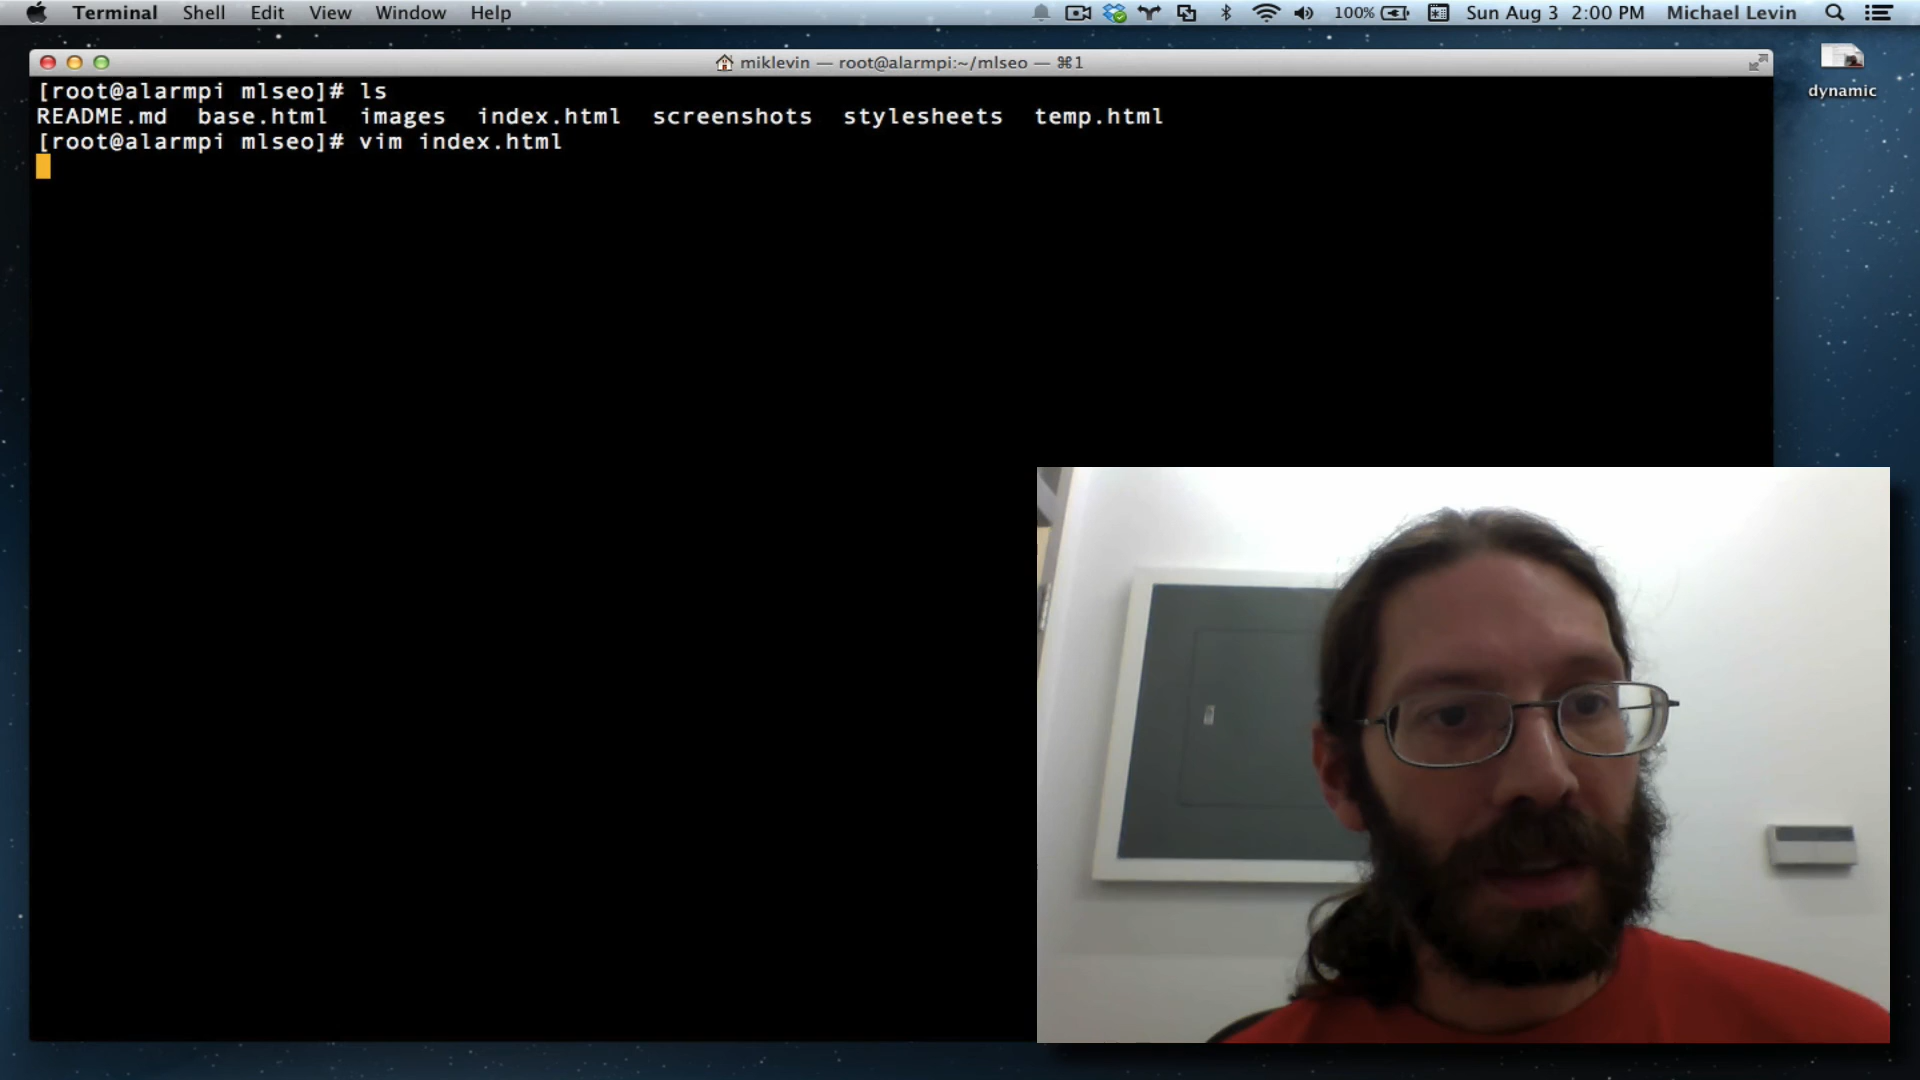 Terminal Shell Edit View Window Help 100% Sun Aug 3 2:00 PM Michael Levin
miklevin — root@alarmpi:~/mlseo — ⌘1
dynamic
[root@alarmpi mlseo]# ls
README.md base.html images index.html screenshots stylesheets temp.html
[root@alarmpi mlseo]# vim index.html